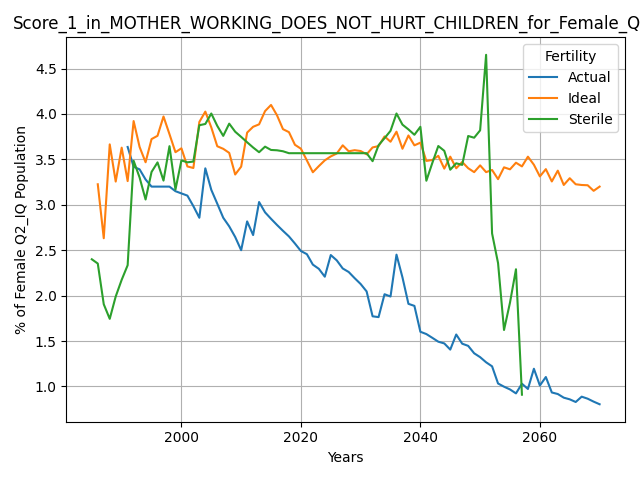 Score_1_in_MOTHER_WORKING_DOES_NOT_HURT_CHILDREN_for_Female_Q
Fertility
Actual
Ideal
Sterile
% of Female Q2_IQ Population
4.5
4.0
3.5
3.0
2.5
2.0
1.5
1.0
2000 2020 2040 2060
Years